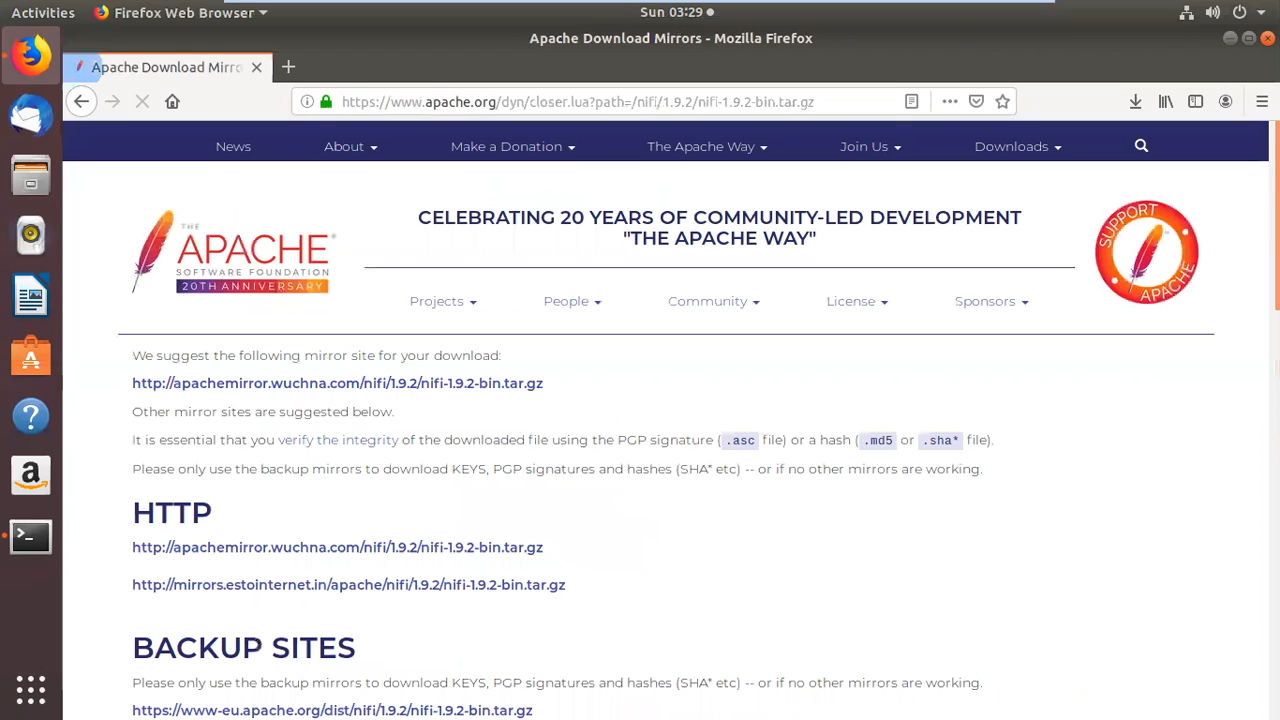 Activities Firefox Web Browser Sun 03:29
Apache Download Mirrors - Mozilla Firefox
Apache Download Mirro
https://www.apache.org/dyn/closer.lua?path=/nifi/1.9.2/nifi-1.9.2-bin.tar.gz
News About Make a Donation The Apache Way Join Us Downloads
THE
APACHE®
SOFTWARE FOUNDATION
20TH ANNIVERSARY
CELEBRATING 20 YEARS OF COMMUNITY-LED DEVELOPMENT
"THE APACHE WAY"
SUPPORT
APACHE
Projects People Community License Sponsors
We suggest the following mirror site for your download:
http://apachemirror.wuchna.com/nifi/1.9.2/nifi-1.9.2-bin.tar.gz
Other mirror sites are suggested below.
It is essential that you verify the integrity of the downloaded file using the PGP signature (.asc file) or a hash (.md5 or .sha* file).
Please only use the backup mirrors to download KEYS, PGP signatures and hashes (SHA* etc) -- or if no other mirrors are working.
HTTP
http://apachemirror.wuchna.com/nifi/1.9.2/nifi-1.9.2-bin.tar.gz
http://mirrors.estointernet.in/apache/nifi/1.9.2/nifi-1.9.2-bin.tar.gz
BACKUP SITES
Please only use the backup mirrors to download KEYS, PGP signatures and hashes (SHA* etc) -- or if no other mirrors are working.
https://www-eu.apache.org/dist/nifi/1.9.2/nifi-1.9.2-bin.tar.gz